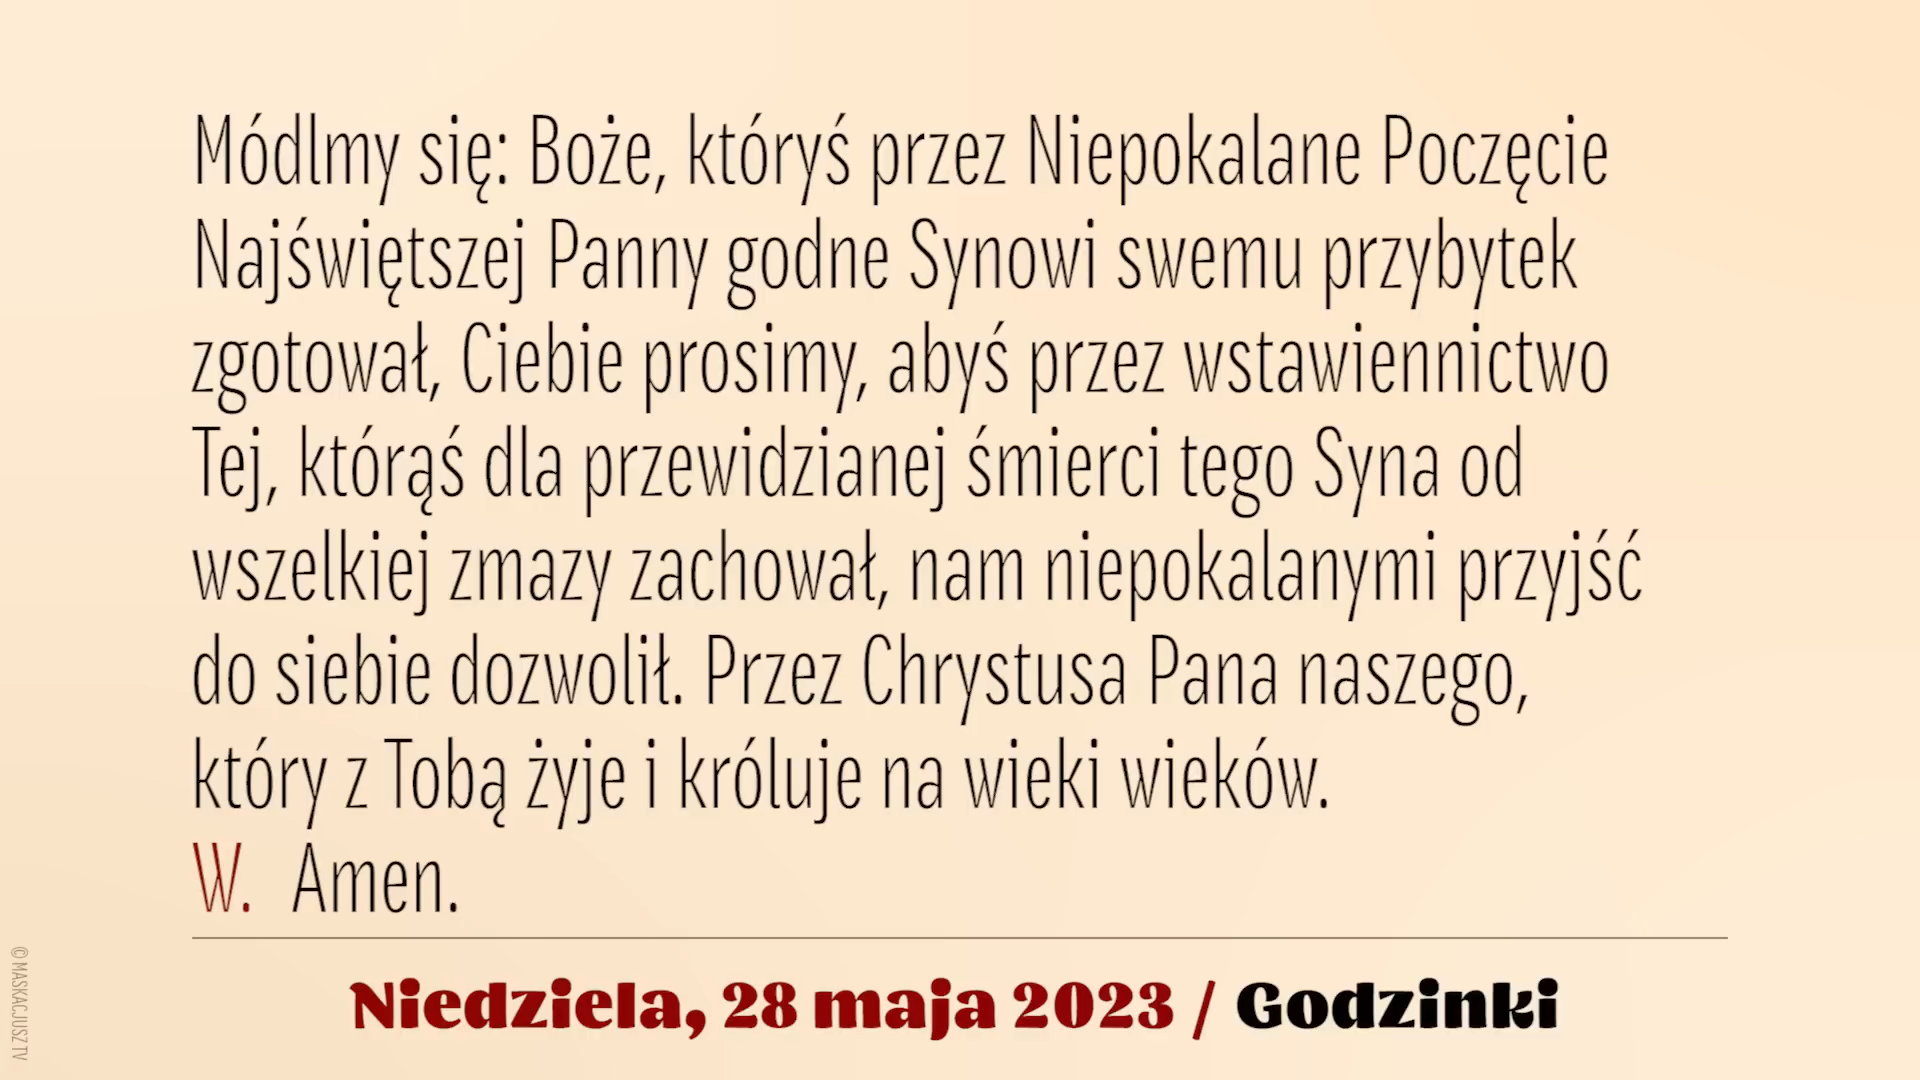 Módlmy się: Boże, któryś przez Niepokalane Poczęcie
Najświętszej Panny godne Synowi swemu przybytek
zgotował, Ciebie prosimy, abyś przez wstawiennictwo
Tej, którąś dla przewidzianej śmierci tego Syna od
wszelkiej zmazy zachował, nam niepokalanymi przyjść
do siebie dozwolił. Przez Chrystusa Pana naszego,
który z Tobą żyje i króluje na wieki wieków.
W. Amen.
Niedziela, 28 maja 2023 / Godzinki
© MASKACJUSZ TV